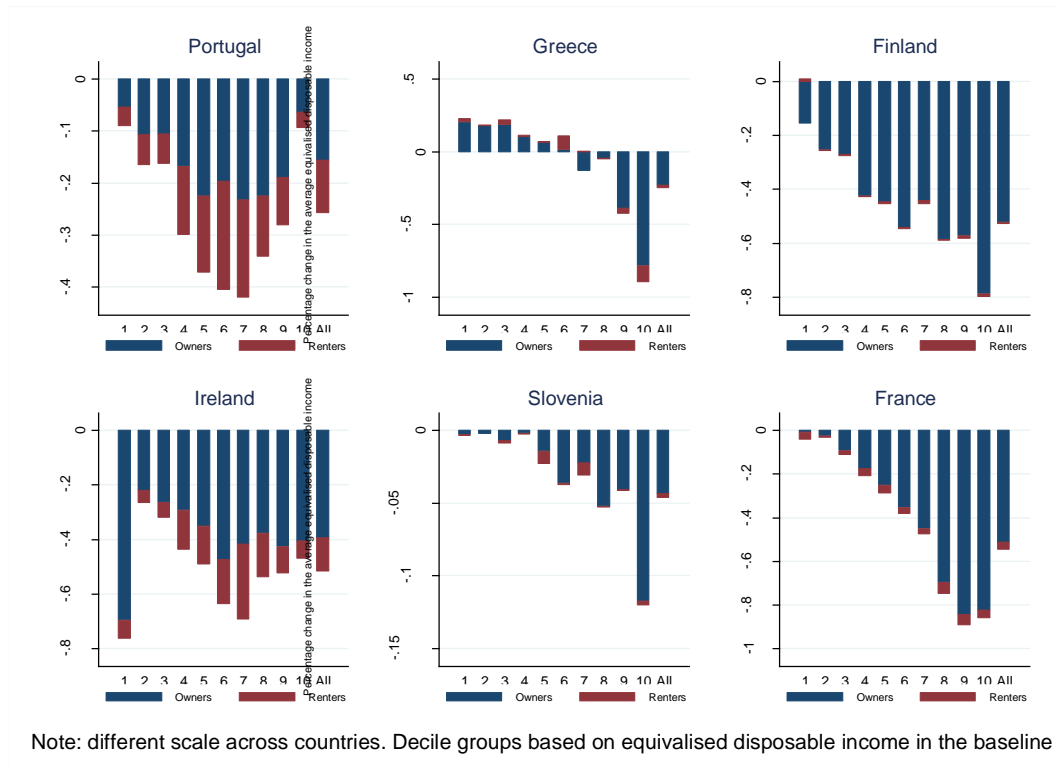 Portugal
Greece
Finland
Percentage change in the average equivalised disposable income
0
-.1
-.2
-.3
-.4
.5
0
-.5
-1
0
-.2
-.4
-.6
-.8
1 2 3 4 5 6 7 8 9 10 All
1 2 3 4 5 6 7 8 9 10 All
1 2 3 4 5 6 7 8 9 10 All
Owners Renters
Owners Renters
Owners Renters
Ireland
Slovenia
France
Percentage change in the average equivalised disposable income
0
-.2
-.4
-.6
-.8
0
-.05
-.1
-.15
0
-.2
-.4
-.6
-.8
-1
1 2 3 4 5 6 7 8 9 10 All
1 2 3 4 5 6 7 8 9 10 All
1 2 3 4 5 6 7 8 9 10 All
Owners Renters
Owners Renters
Owners Renters
Note: different scale across countries. Decile groups based on equivalised disposable income in the baseline